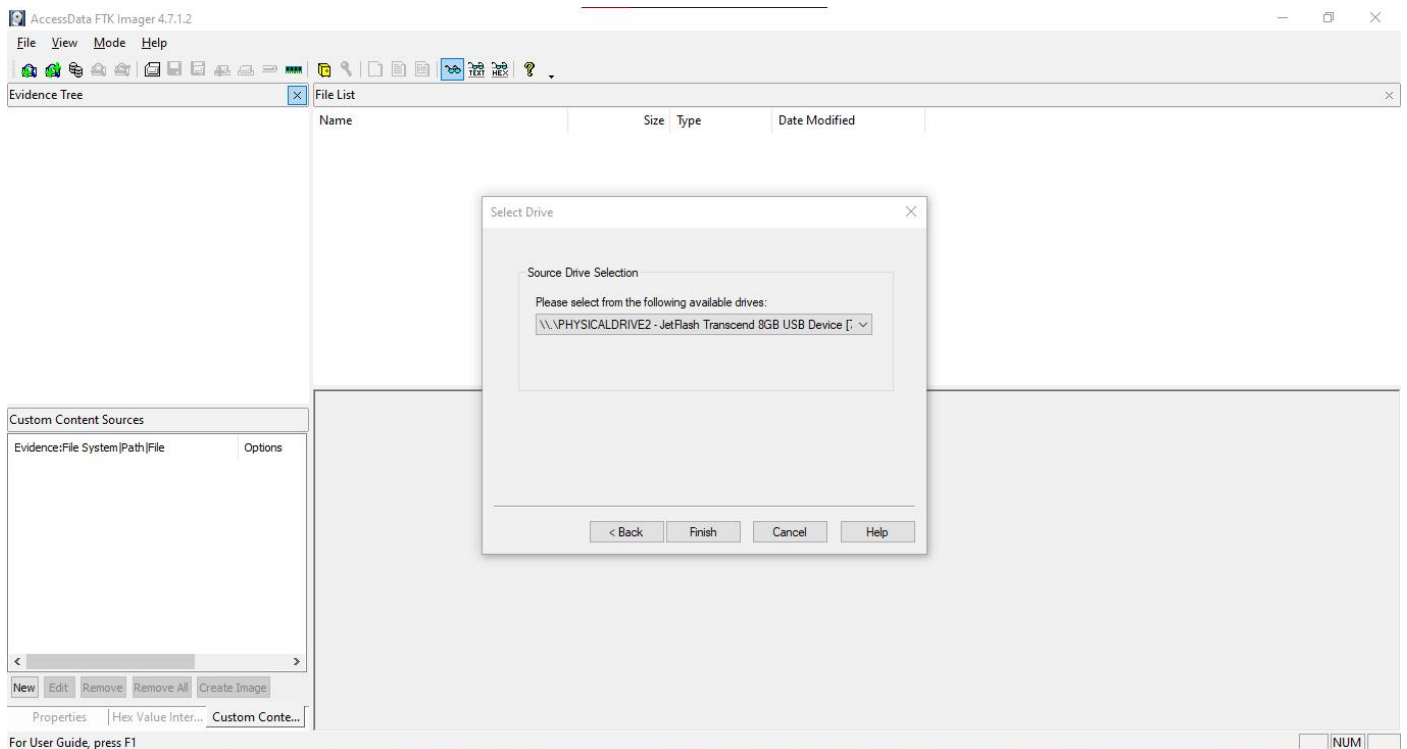 AccessData FTK Imager 4.7.1.2
File View Mode Help
TEXT HEX
Evidence Tree
File List
Name Size Type Date Modified
Select Drive
Source Drive Selection
Please select from the following available drives:
\\.\PHYSICALDRIVE2 - JetFlash Transcend 8GB USB Device [
< Back Finish Cancel Help
Custom Content Sources
Evidence:File System|Path|File Options
New Edit Remove Remove All Create Image
Properties Hex Value Inter... Custom Conte...
For User Guide, press F1 NUM